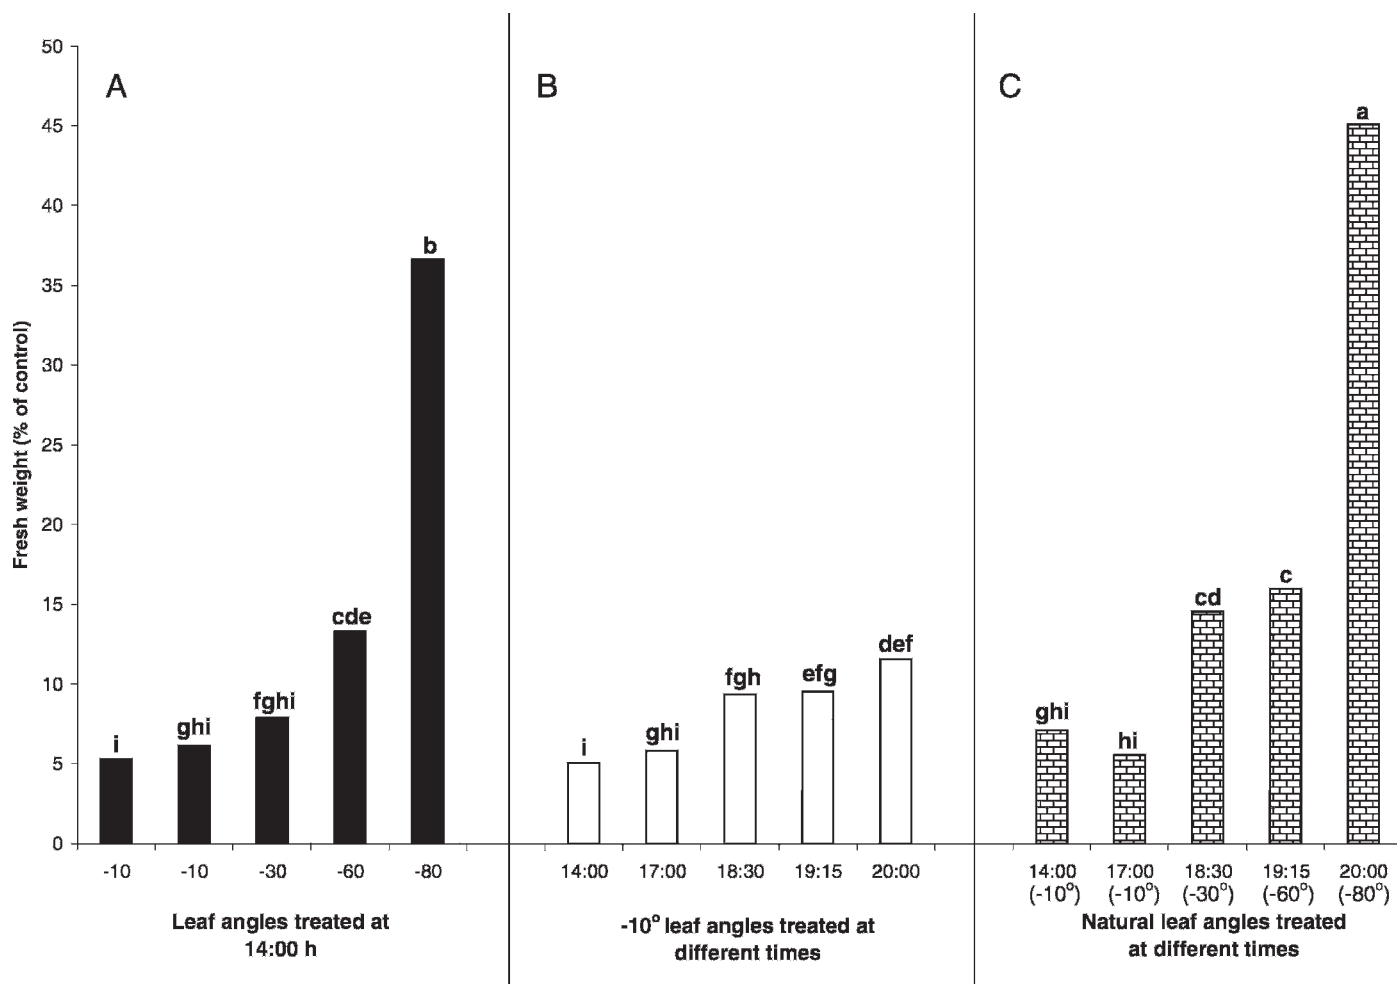 Fresh weight (% of control)
50
45
40
35
30
25
20
15
10
5
0
A
i
ghi
fghi
cde
b
-10
-10
-30
-60
-80
Leaf angles treated at
14:00 h
B
i
ghi
fgh
efg
def
14:00
17:00
18:30
19:15
20:00
-10° leaf angles treated at
different times
C
ghi
hi
cd
c
a
14:00 17:00 18:30 19:15 20:00
(-10°) (-10°) (-30°) (-60°) (-80°)
Natural leaf angles treated
at different times